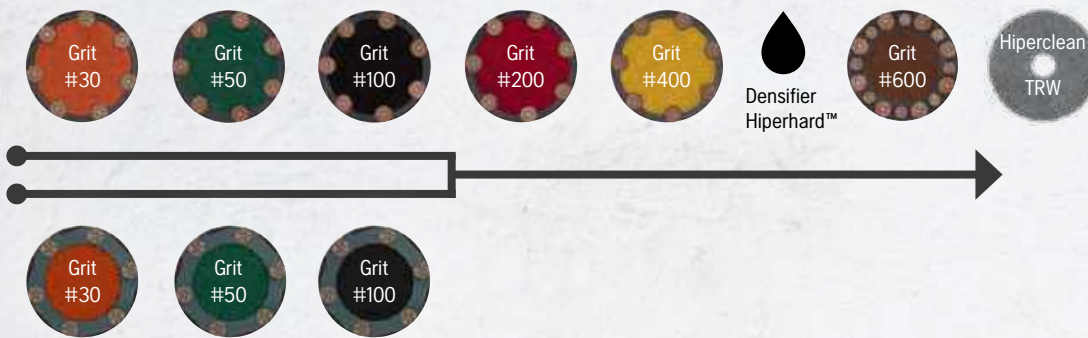 Grit
#30
Grit
#50
Grit
#100
Grit
#200
Grit
#400
Densifier
Hiperhard™
Grit
#600
Hiperclean
TRW
Grit
#30
Grit
#50
Grit
#100